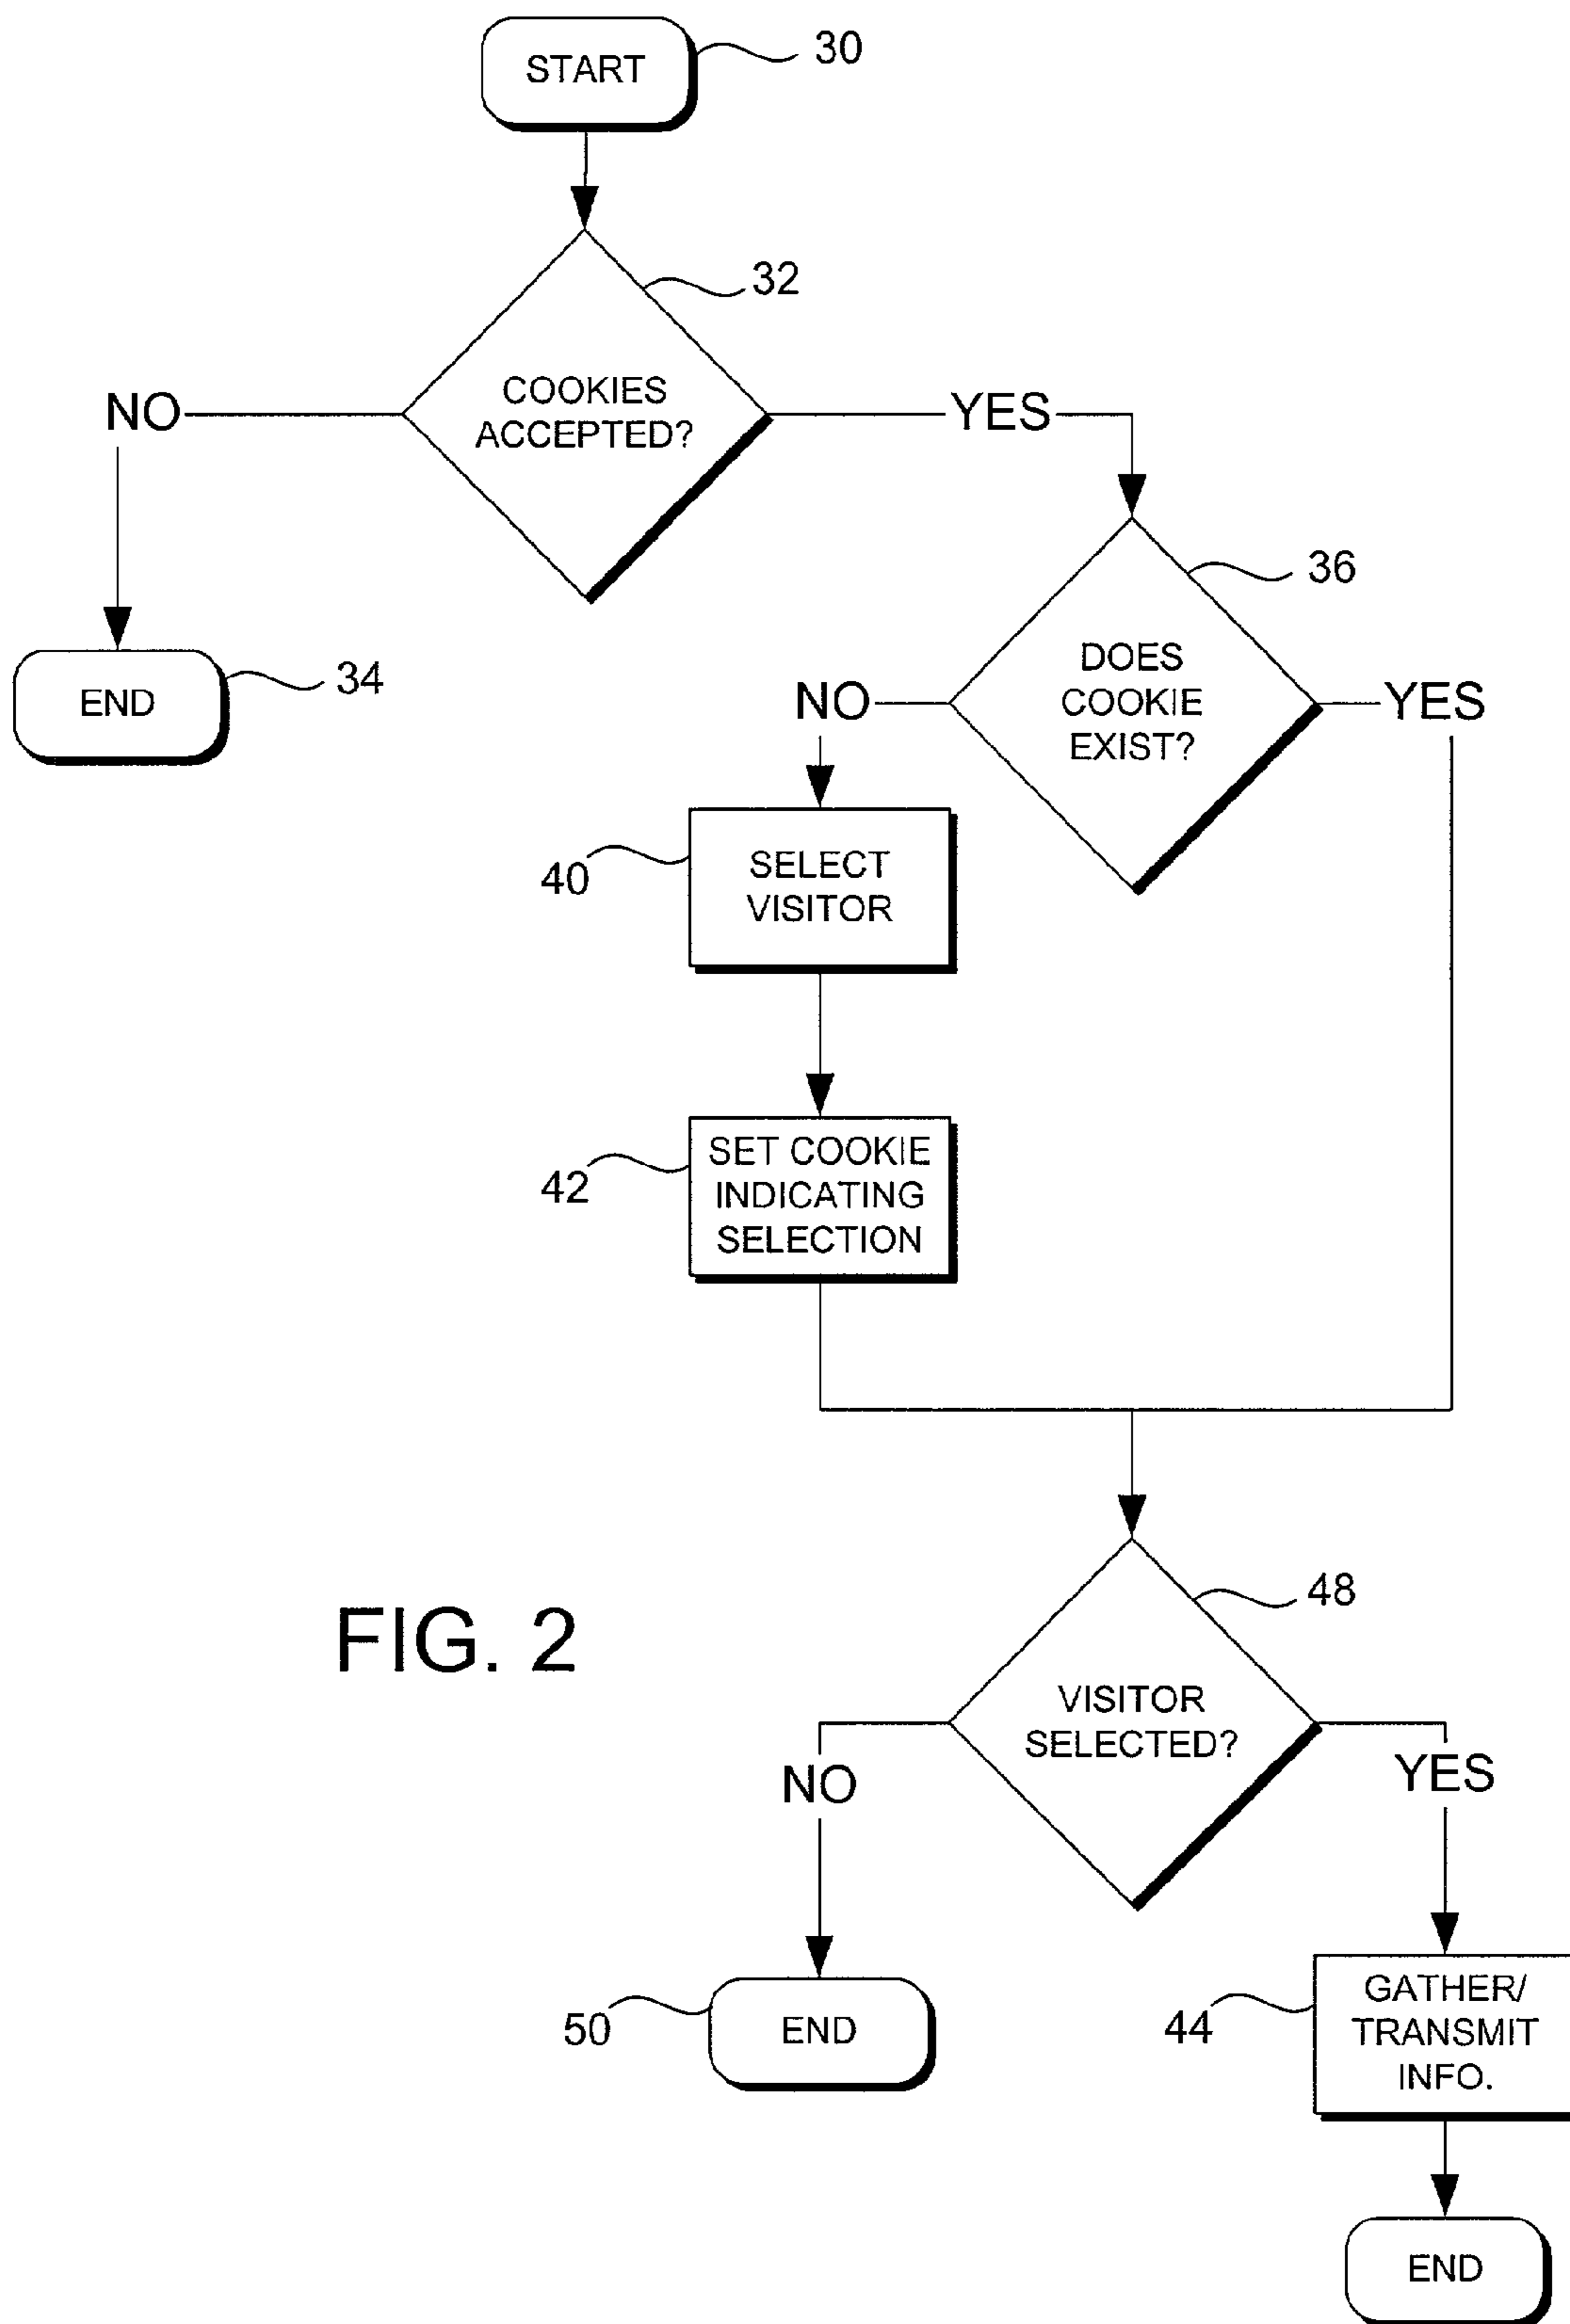 START
30
32
COOKIES
ACCEPTED?
NO
YES
36
DOES
COOKIE
EXIST?
34
END
NO
YES
SELECT
VISITOR
40
SET COOKIE
INDICATING
SELECTION
42
48
FIG. 2
VISITOR
SELECTED?
NO
YES
GATHER/
TRANSMIT
INFO.
44
50
END
END